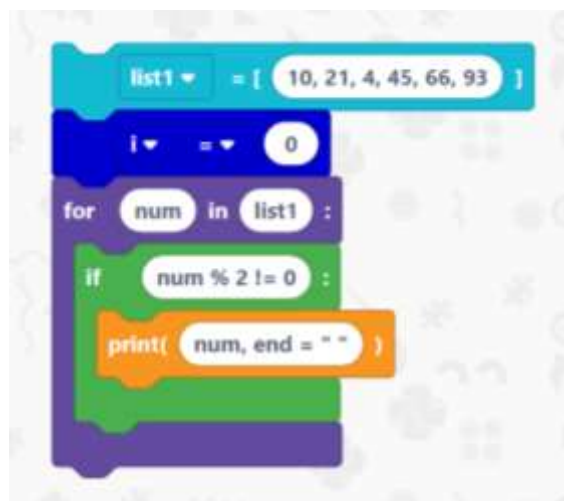 list1 = [ 10, 21, 4, 45, 66, 93 ]
i = 0
for num in list1 :
if num % 2 != 0 :
print( num, end = " " )